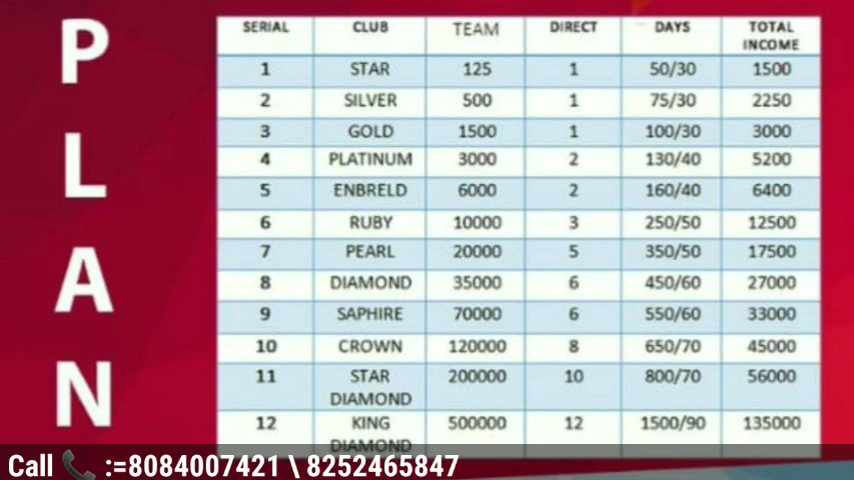 PLAN
SERIAL CLUB TEAM DIRECT DAYS TOTAL INCOME
1 STAR 125 1 50/30 1500
2 SILVER 500 1 75/30 2250
3 GOLD 1500 1 100/30 3000
4 PLATINUM 3000 2 130/40 5200
5 ENBRELD 6000 2 160/40 6400
6 RUBY 10000 3 250/50 12500
7 PEARL 20000 5 350/50 17500
8 DIAMOND 35000 6 450/60 27000
9 SAPHIRE 70000 6 550/60 33000
10 CROWN 120000 8 650/70 45000
11 STAR DIAMOND 200000 10 800/70 56000
12 KING DIAMOND 500000 12 1500/90 135000
Call 📞 :=8084007421 \ 8252465847